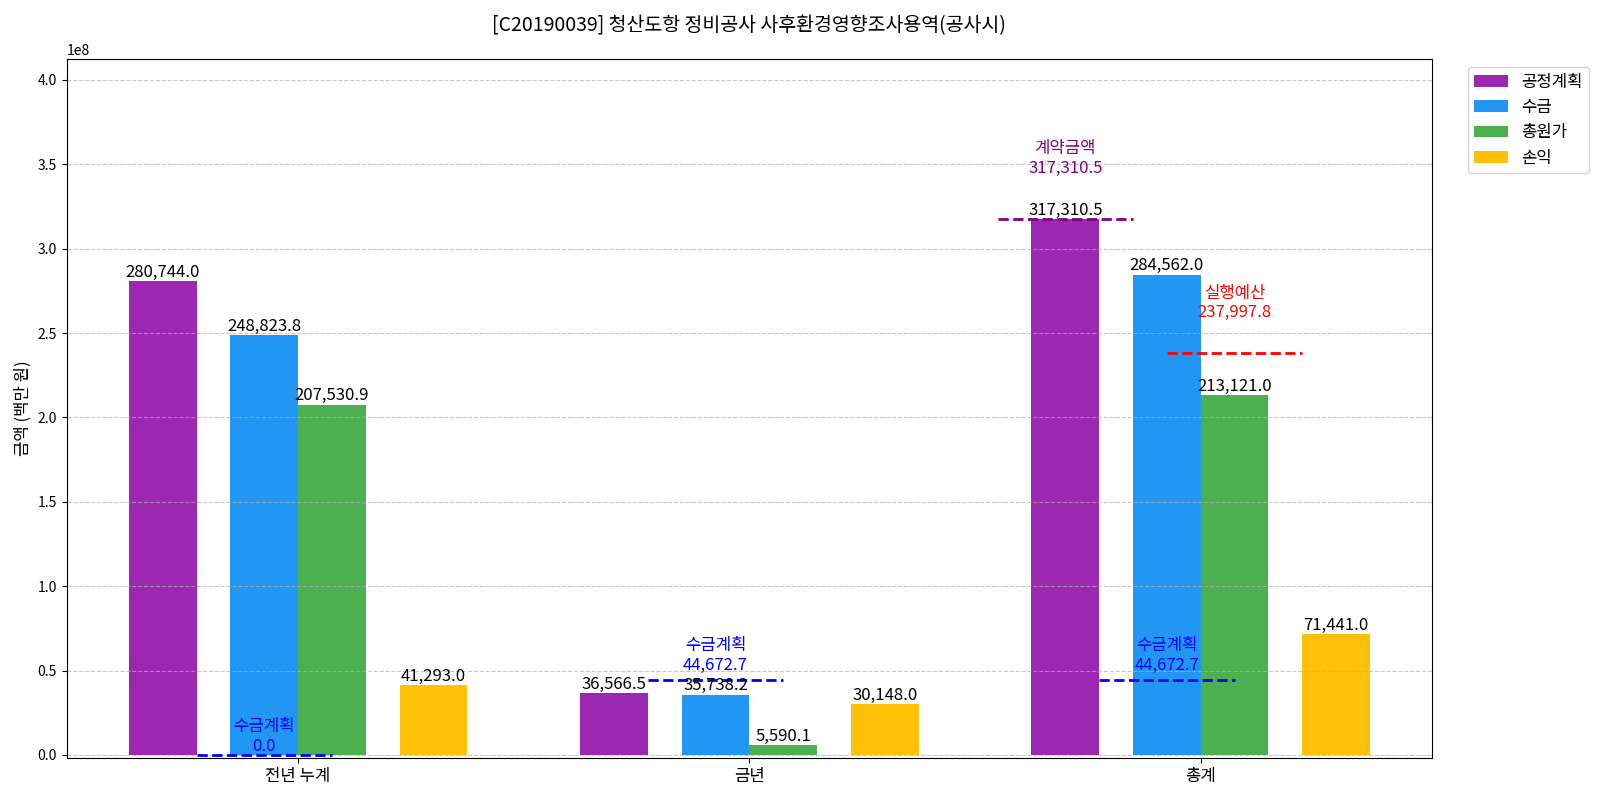 [C20190039] 청산도항 정비공사 사후환경영향조사용역(공사시)
1e8
4.0
3.5
3.0
2.5
2.0
1.5
1.0
0.5
0.0
금액 (백만 원)
280,744.0
248,823.8
207,530.9
41,293.0
수금계획
0.0
36,566.5
수금계획
44,672.7
35,738.2
5,590.1
30,148.0
계약금액
317,310.5
317,310.5
284,562.0
실행예산
237,997.8
213,121.0
수금계획
44,672.7
71,441.0
전년 누계
금년
총계
공정계획
수금
총원가
손익